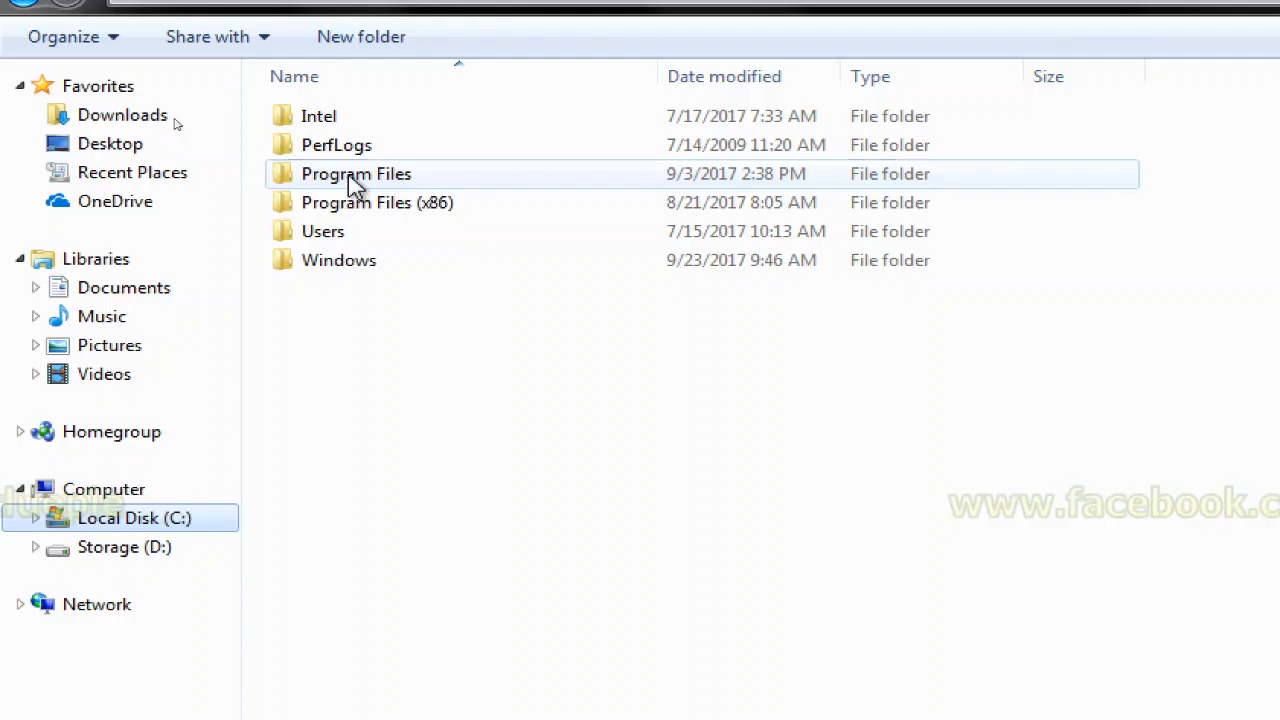 Organize Share with New folder
Name Date modified Type Size
Favorites
Downloads
Desktop
Recent Places
OneDrive
Libraries
Documents
Music
Pictures
Videos
Homegroup
Computer
Local Disk (C:)
Storage (D:)
Network
Intel 7/17/2017 7:33 AM File folder
PerfLogs 7/14/2009 11:20 AM File folder
Program Files 9/3/2017 2:38 PM File folder
Program Files (x86) 8/21/2017 8:05 AM File folder
Users 7/15/2017 10:13 AM File folder
Windows 9/23/2017 9:46 AM File folder
www.facebook.c